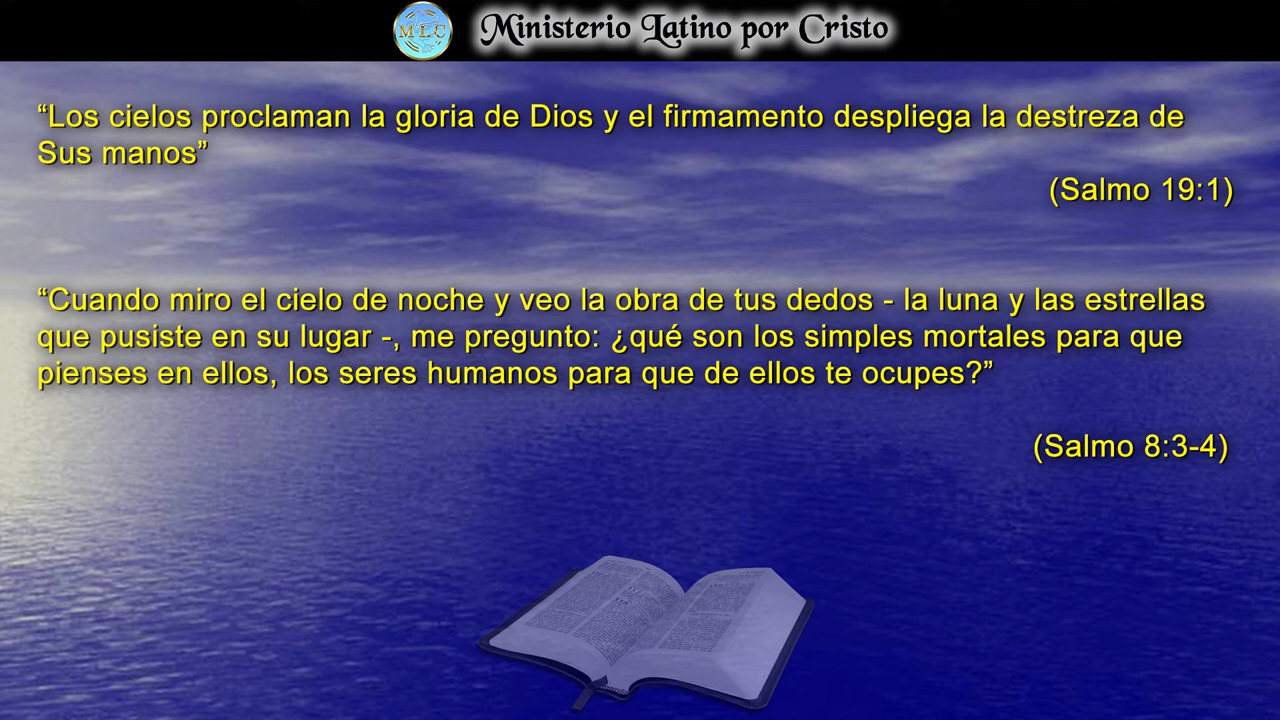 MLC
Ministerio Latino por Cristo
“Los cielos proclaman la gloria de Dios y el firmamento despliega la destreza de
Sus manos”
(Salmo 19:1)
“Cuando miro el cielo de noche y veo la obra de tus dedos - la luna y las estrellas
que pusiste en su lugar -, me pregunto: ¿qué son los simples mortales para que
pienses en ellos, los seres humanos para que de ellos te ocupes?”
(Salmo 8:3-4)